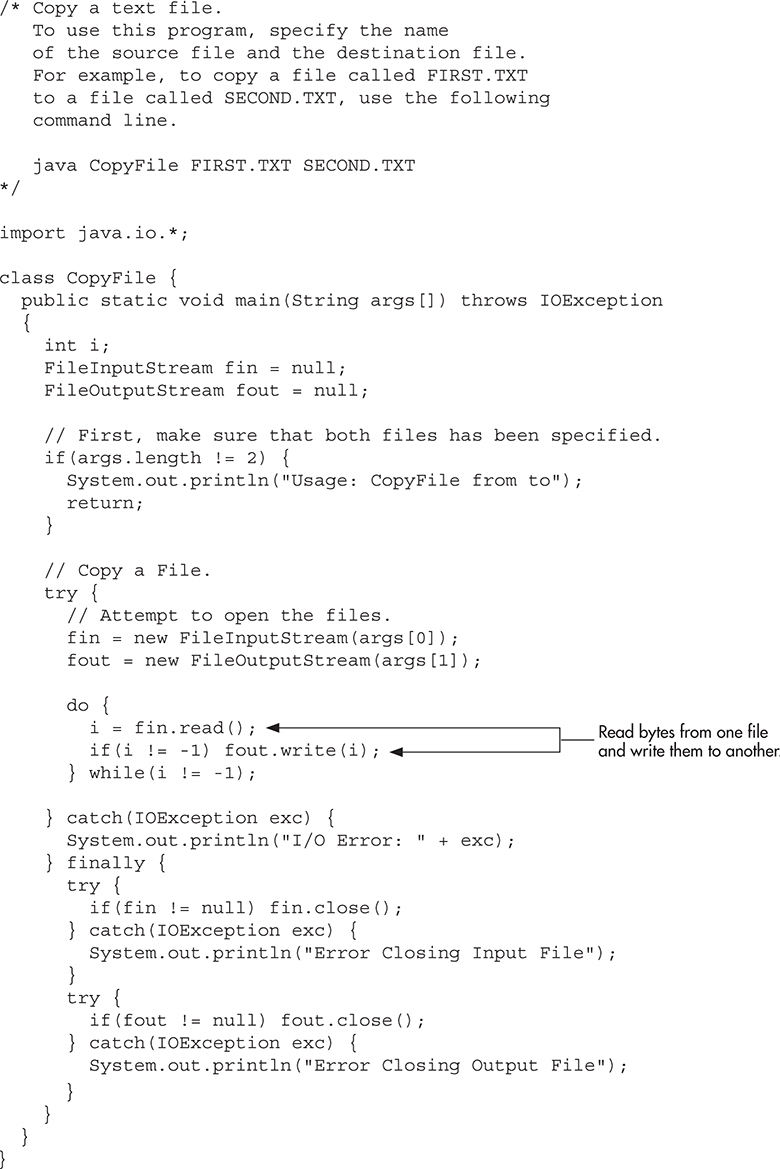 /* Copy a text file.
   To use this program, specify the name
   of the source file and the destination file.
   For example, to copy a file called FIRST.TXT
   to a file called SECOND.TXT, use the following
   command line.

   java CopyFile FIRST.TXT SECOND.TXT
*/

import java.io.*;

class CopyFile {
  public static void main(String args[]) throws IOException
  {
    int i;
    FileInputStream fin = null;
    FileOutputStream fout = null;

    // First, make sure that both files has been specified.
    if(args.length != 2) {
      System.out.println("Usage: CopyFile from to");
      return;
    }

    // Copy a File.
    try {
      // Attempt to open the files.
      fin = new FileInputStream(args[0]);
      fout = new FileOutputStream(args[1]);

      do {
        i = fin.read();
        if(i != -1) fout.write(i);
      } while(i != -1);
Read bytes from one file
and write them to another.

    } catch(IOException exc) {
      System.out.println("I/O Error: " + exc);
    } finally {
      try {
        if(fin != null) fin.close();
      } catch(IOException exc) {
        System.out.println("Error Closing Input File");
      }
      try {
        if(fout != null) fout.close();
      } catch(IOException exc) {
        System.out.println("Error Closing Output File");
      }
    }
  }
}